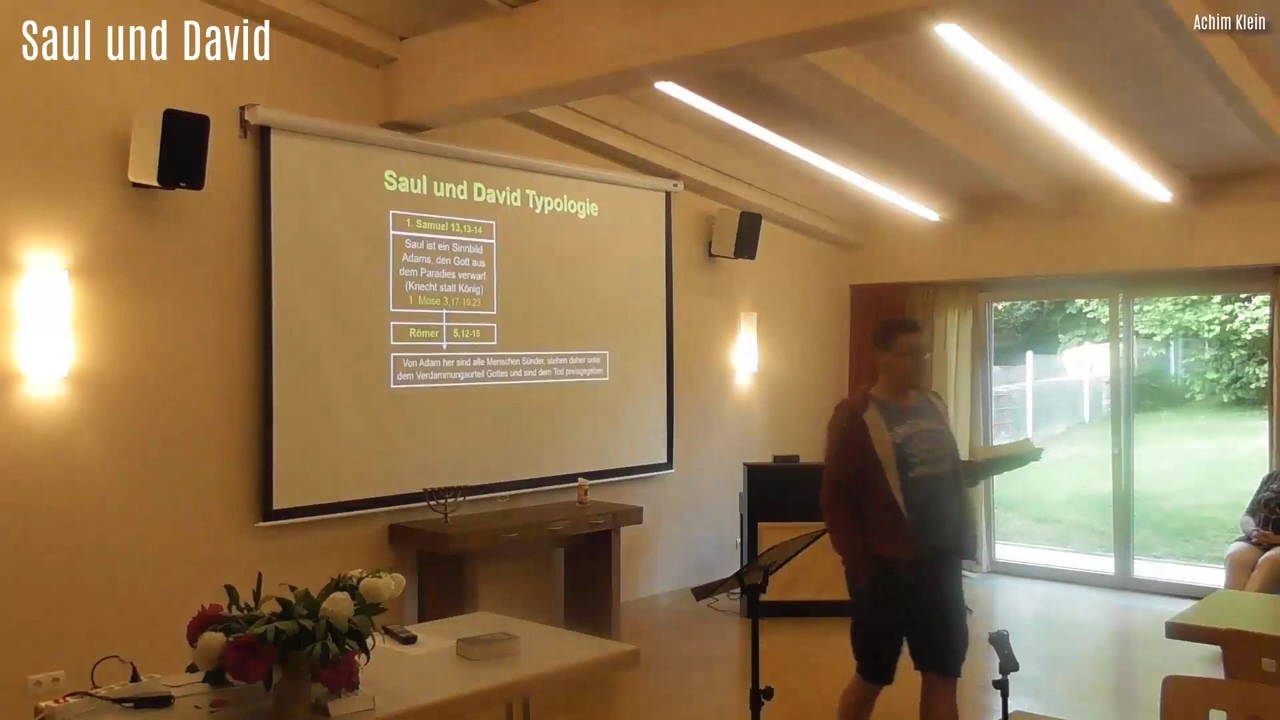 Saul und David
Achim Klein
Saul und David Typologie
1. Samuel 13,13-14
Saul ist ein Sinnbild
Adams, den Gott aus
dem Paradies verwarf.
(Knecht statt König)
1. Mose 3,17-19.23
Römer 5,12-15
Von Adam her sind alle Menschen Sünder, stehen daher unter
dem Verdammungsurteil Gottes und sind dem Tod preisgegeben.